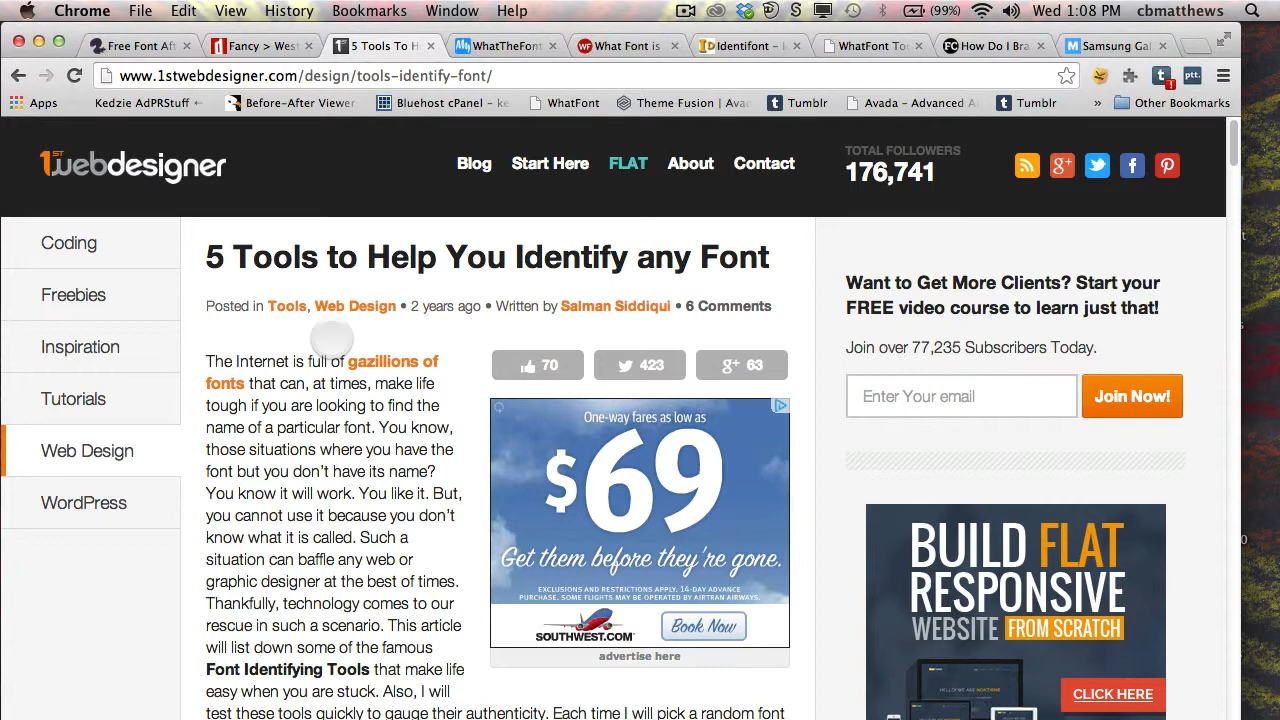 Chrome File Edit View History Bookmarks Window Help (99%) Wed 1:08 PM cbmatthews
Free Font Aft
Fancy > West
5 Tools To H
WhatTheFont
What Font is
Identifont -
WhatFont To
How Do I Bra
Samsung Gal
www.1stwebdesigner.com/design/tools-identify-font/
ptt.
Apps Kedzie AdPRStuff Before-After Viewer Bluehost cPanel - ke WhatFont Theme Fusion | Ava Tumblr Avada - Advanced A Tumblr » Other Bookmarks
1ST webdesigner
Blog Start Here FLAT About Contact
TOTAL FOLLOWERS
176,741
Coding
Freebies
Inspiration
Tutorials
Web Design
WordPress
5 Tools to Help You Identify any Font
Posted in Tools, Web Design • 2 years ago • Written by Salman Siddiqui • 6 Comments
The Internet is full of gazillions of
fonts that can, at times, make life
tough if you are looking to find the
name of a particular font. You know,
those situations where you have the
font but you don't have its name?
You know it will work. You like it. But,
you cannot use it because you don't
know what it is called. Such a
situation can baffle any web or
graphic designer at the best of times.
Thankfully, technology comes to our
rescue in such a scenario. This article
will list down some of the famous
Font Identifying Tools that make life
easy when you are stuck. Also, I will
test these tools quickly to gauge their authenticity. Each time I will pick a random font
70 423 63
One-way fares as low as
$69
Get them before they're gone.
EXCLUSIONS AND RESTRICTIONS APPLY. 14-DAY ADVANCE
PURCHASE. SOME FLIGHTS MAY BE OPERATED BY AIRTRAN AIRWAYS.
SOUTHWEST.COM
Book Now
advertise here
Want to Get More Clients? Start your
FREE video course to learn just that!
Join over 77,235 Subscribers Today.
Enter Your email
Join Now!
BUILD FLAT
RESPONSIVE
WEBSITE FROM SCRATCH
CLICK HERE